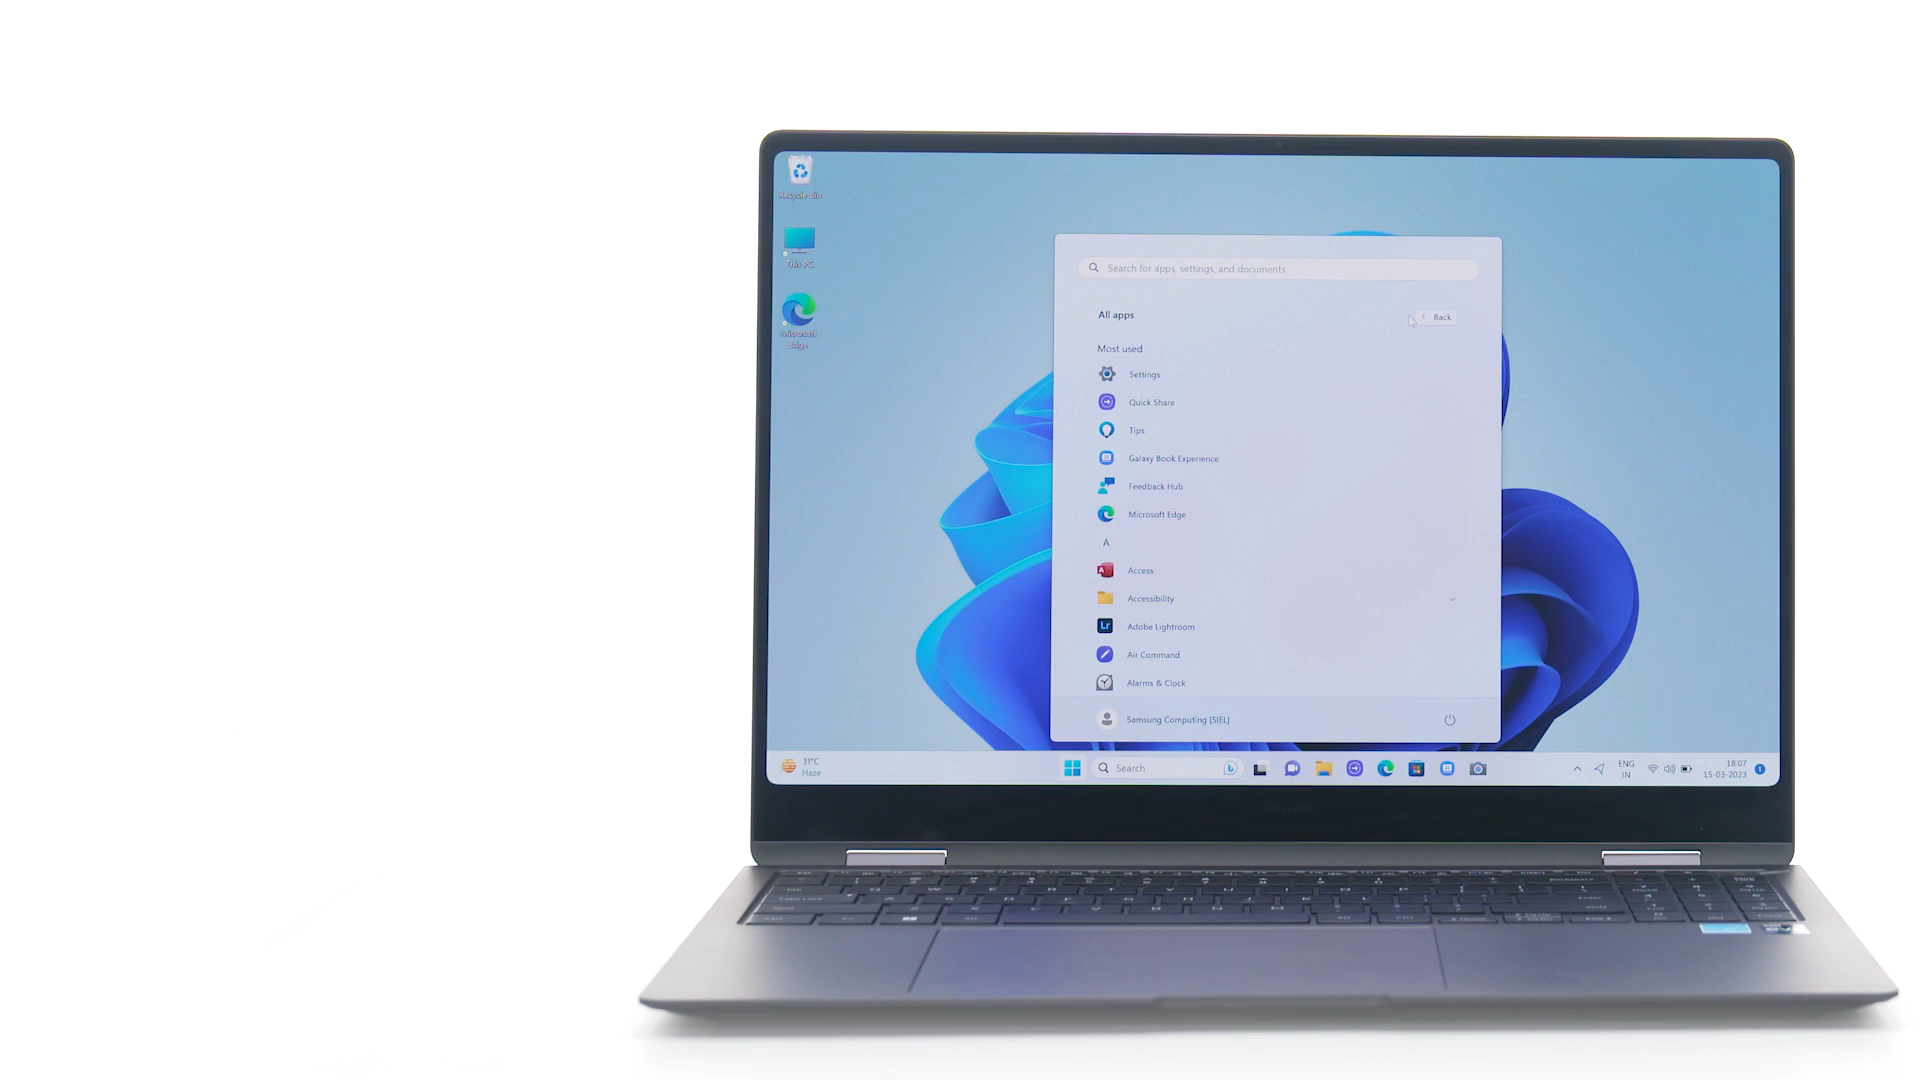 Recycle Bin
This PC
Microsoft
Edge
Search for apps, settings, and documents
All apps
Back
Most used
Settings
Quick Share
Tips
Galaxy Book Experience
Feedback Hub
Microsoft Edge
A
Access
Accessibility
Lr Adobe Lightroom
Air Command
Alarms & Clock
Samsung Computing [SIEL]
31°C
Haze
Search
ENG
IN
18:07
15-03-2023
1